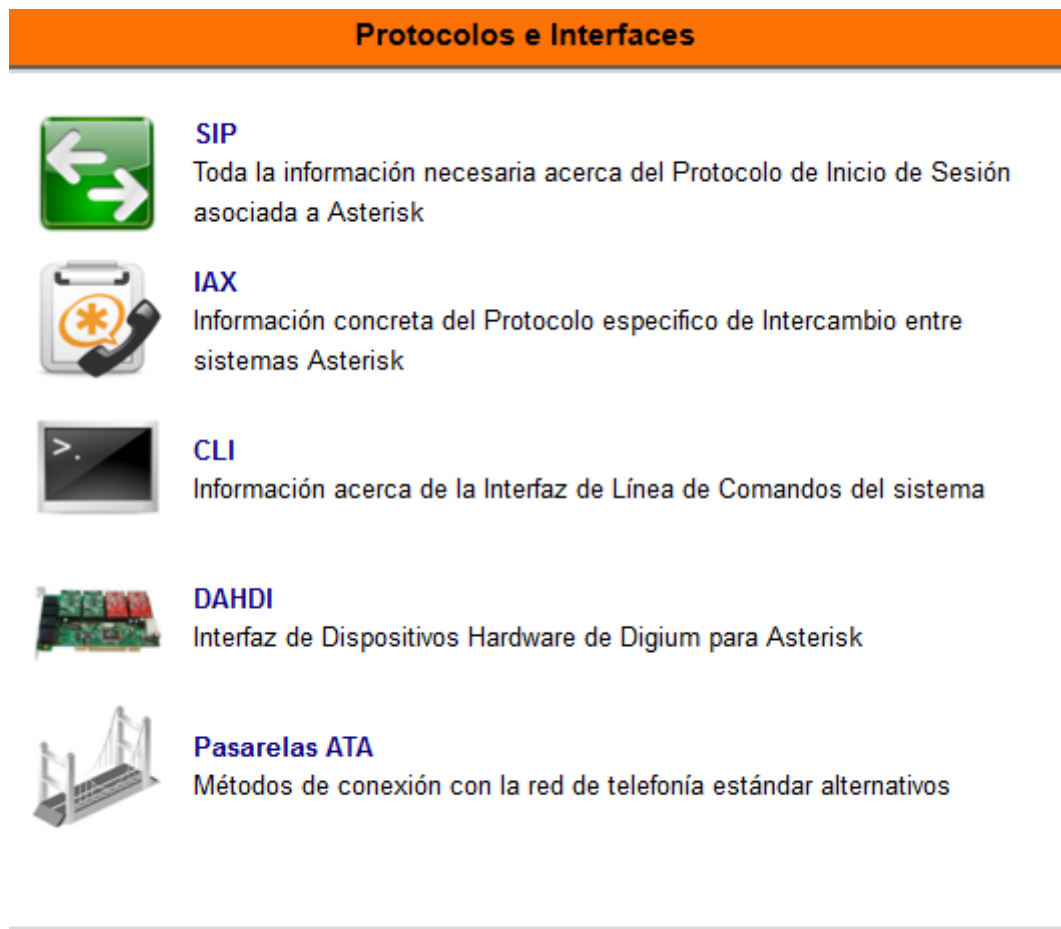 Protocolos e Interfaces
SIP
Toda la información necesaria acerca del Protocolo de Inicio de Sesión
asociada a Asterisk
IAX
Información concreta del Protocolo especifico de Intercambio entre
sistemas Asterisk
>.
CLI
Información acerca de la Interfaz de Línea de Comandos del sistema
DAHDI
Interfaz de Dispositivos Hardware de Digium para Asterisk
Pasarelas ATA
Métodos de conexión con la red de telefonía estándar alternativos